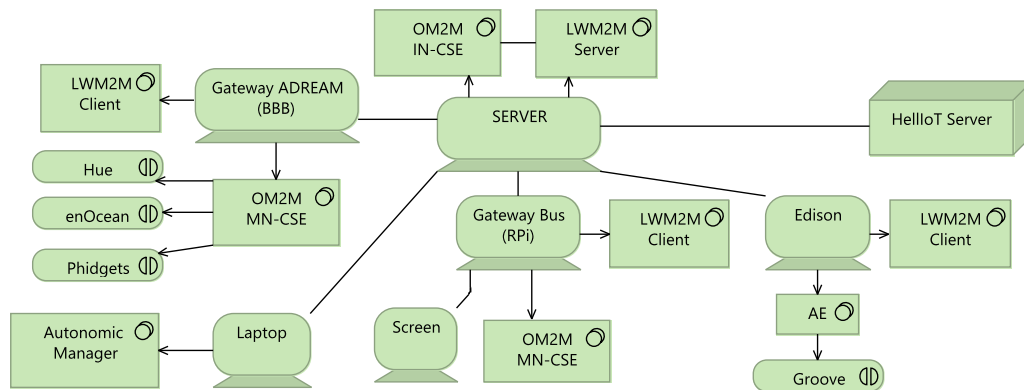 OM2M
IN-CSE
LWM2M
Server
LWM2M
Client
Gateway ADREAM
(BBB)
SERVER
HellIoT Server
Hue
enOcean
Phidgets
OM2M
MN-CSE
Gateway Bus
(RPi)
LWM2M
Client
Edison
LWM2M
Client
Autonomic
Manager
Laptop
Screen
OM2M
MN-CSE
AE
Groove